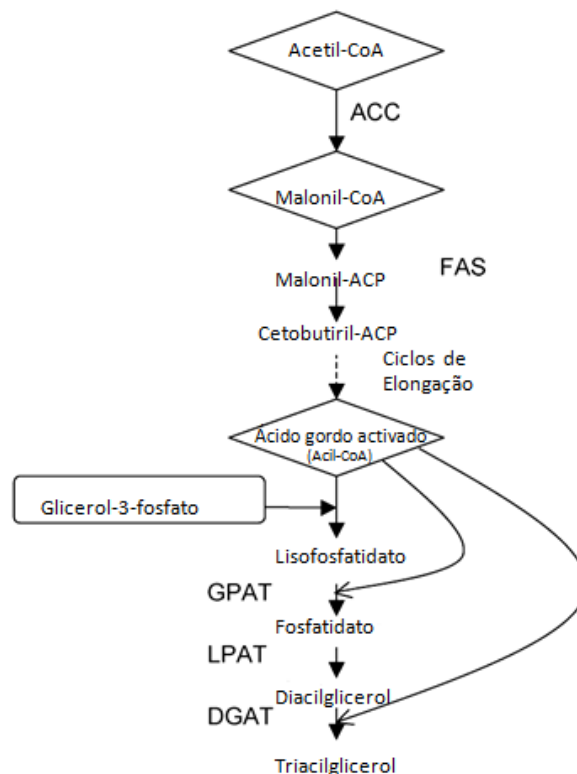 Acetil-CoA
ACC
Malonil-CoA
FAS
Malonil-ACP
Cetobutiril-ACP
Ciclos de
Elongação
Ácido gordo activado
(Acil-CoA)
Glicerol-3-fosfato
Lisofosfatidato
GPAT
Fosfatidato
LPAT
Diacilglicerol
DGAT
Triacilglicerol